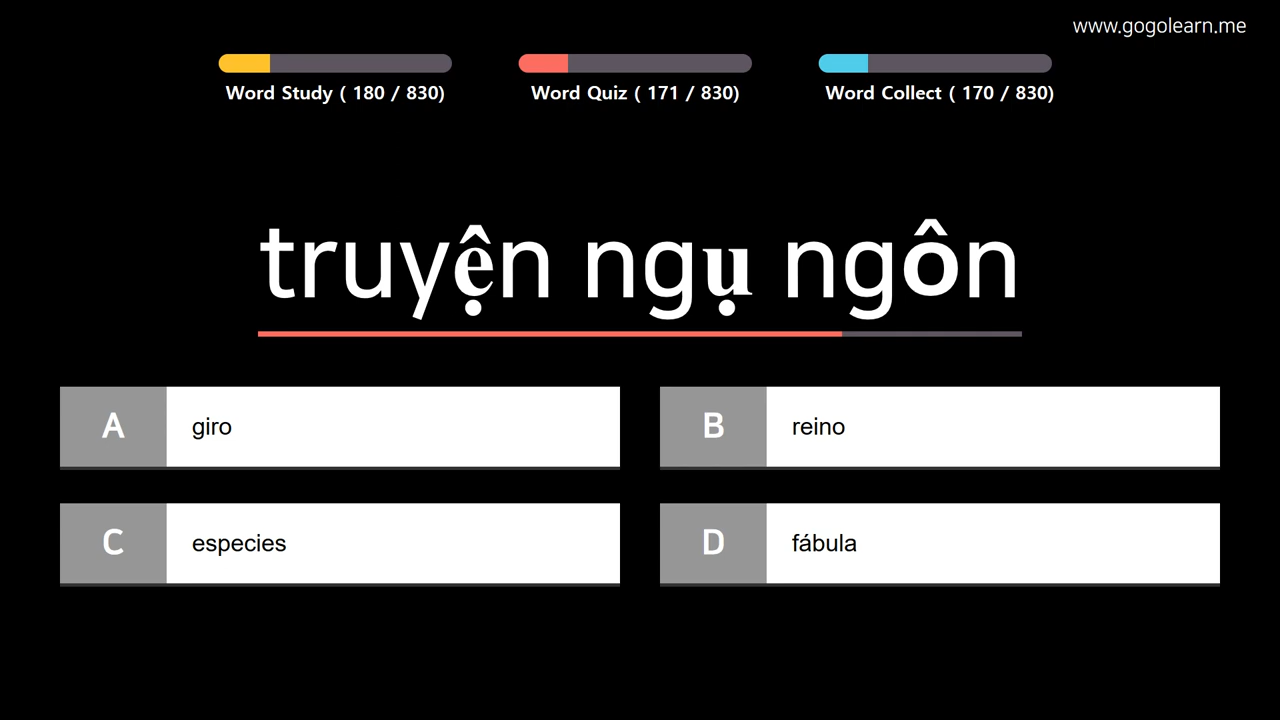 www.gogolearn.me
Word Study ( 180 / 830)
Word Quiz ( 171 / 830)
Word Collect ( 170 / 830)
truyện ngụ ngôn
A giro
B reino
C especies
D fábula